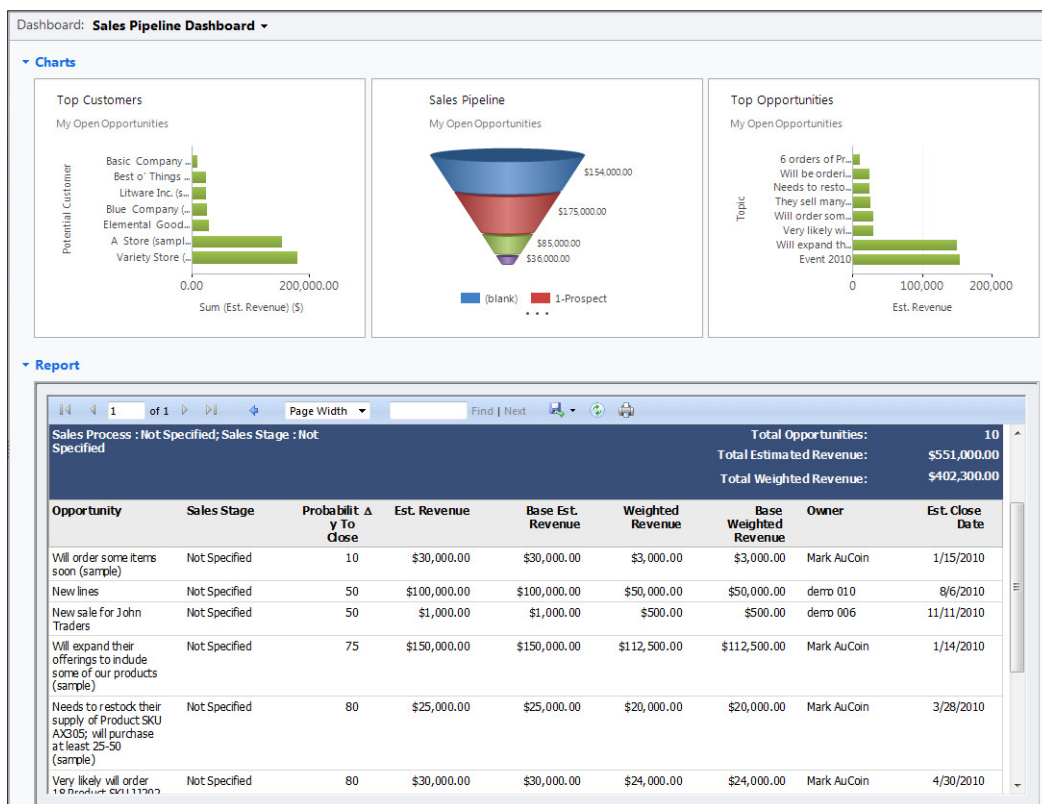 Dashboard: Sales Pipeline Dashboard
Charts
Top Customers
My Open Opportunities
Potential Customer
Basic Company ...
Best o' Things ...
Litware Inc. (s...
Blue Company (...
Elemental Good...
A Store (sampl...
Variety Store (...
0.00 200,000.00
Sum (Est. Revenue) ($)
Sales Pipeline
My Open Opportunities
$154,000.00
$175,000.00
$85,000.00
$36,000.00
(blank) 1-Prospect
...
Top Opportunities
My Open Opportunities
Topic
6 orders of Pr...
Will be orderi...
Needs to resto...
They sell many...
Will order som...
Very likely wi...
Will expand th...
Event 2010
0 100,000 200,000
Est. Revenue
Report
1 of 1 Page Width Find | Next
Sales Process : Not Specified; Sales Stage : Not
Specified
Total Opportunities: 10
Total Estimated Revenue: $551,000.00
Total Weighted Revenue: $402,300.00
Opportunity Sales Stage Probabilit Est. Revenue Base Est. Weighted Base Owner Est. Close
y To Revenue Revenue Weighted Date
Close Revenue
Will order some items Not Specified 10 $30,000.00 $30,000.00 $3,000.00 $3,000.00 Mark AuCoin 1/15/2010
soon (sample)
New lines Not Specified 50 $100,000.00 $100,000.00 $50,000.00 $50,000.00 demo 010 8/6/2010
New sale for John Not Specified 50 $1,000.00 $1,000.00 $500.00 $500.00 demo 006 11/11/2010
Traders
Will expand their Not Specified 75 $150,000.00 $150,000.00 $112,500.00 $112,500.00 Mark AuCoin 1/14/2010
offerings to include
some of our products
(sample)
Needs to restock their Not Specified 80 $25,000.00 $25,000.00 $20,000.00 $20,000.00 Mark AuCoin 3/28/2010
supply of Product SKU
AX305; will purchase
at least 25-50
(sample)
Very likely will order Not Specified 80 $30,000.00 $30,000.00 $24,000.00 $24,000.00 Mark AuCoin 4/30/2010
18 Product SKU